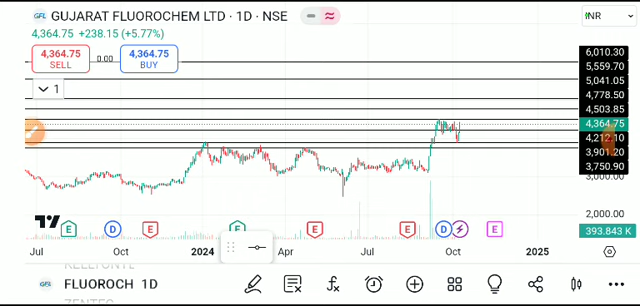 GFL GUJARAT FLUOROCHEM LTD · 1D · NSE
INR
4,364.75 +238.15 (+5.77%)
4,364.75 SELL
0.00
4,364.75 BUY
1
6,010.30
5,559.70
5,041.05
4,778.50
4,503.85
4,364.75
4,212.10
3,901.20
3,750.90
3,000.00
2,000.00
393.843 K
E D E E E D E
Jul Oct 2024 Apr Jul Oct 2025
GFL FLUOROCH 1D